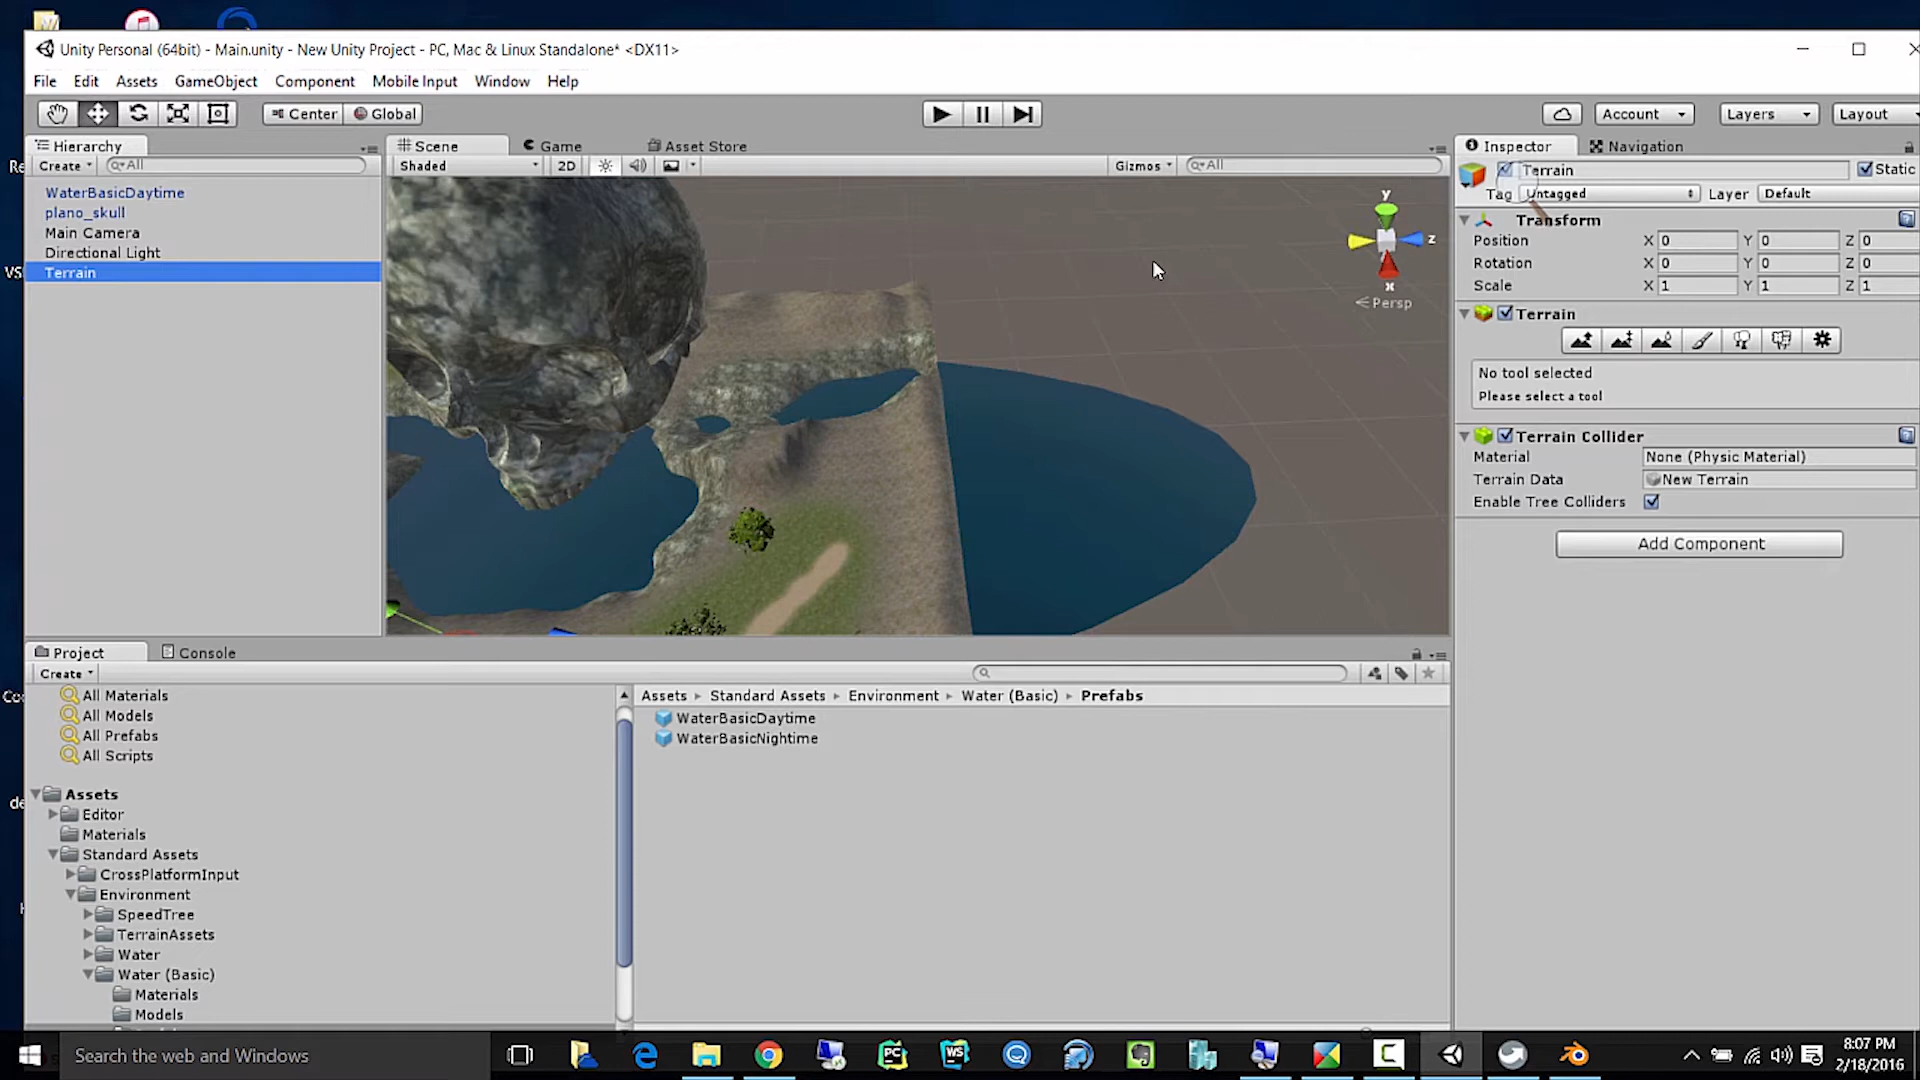 Unity Personal (64bit) - Main.unity - New Unity Project - PC, Mac & Linux Standalone* <DX11>
File Edit Assets GameObject Component Mobile Input Window Help
Center Global Account Layers Layout
Hierarchy
Create All
WaterBasicDaytime
plano_skull
Main Camera
Directional Light
Terrain
Scene Game Asset Store
Shaded 2D Gizmos All
y
z
x
Persp
Inspector Navigation
Terrain Static
Tag Untagged Layer Default
Transform
Position X 0 Y 0 Z 0
Rotation X 0 Y 0 Z 0
Scale X 1 Y 1 Z 1
Terrain
No tool selected
Please select a tool
Terrain Collider
Material None (Physic Material)
Terrain Data New Terrain
Enable Tree Colliders
Add Component
Project Console
Create
All Materials
All Models
All Prefabs
All Scripts
Assets
Editor
Materials
Standard Assets
CrossPlatformInput
Environment
SpeedTree
TerrainAssets
Water
Water (Basic)
Materials
Models
Assets Standard Assets Environment Water (Basic) Prefabs
WaterBasicDaytime
WaterBasicNightime
Re
VS
Co
de
Search the web and Windows
PC
WS
8:07 PM
2/18/2016